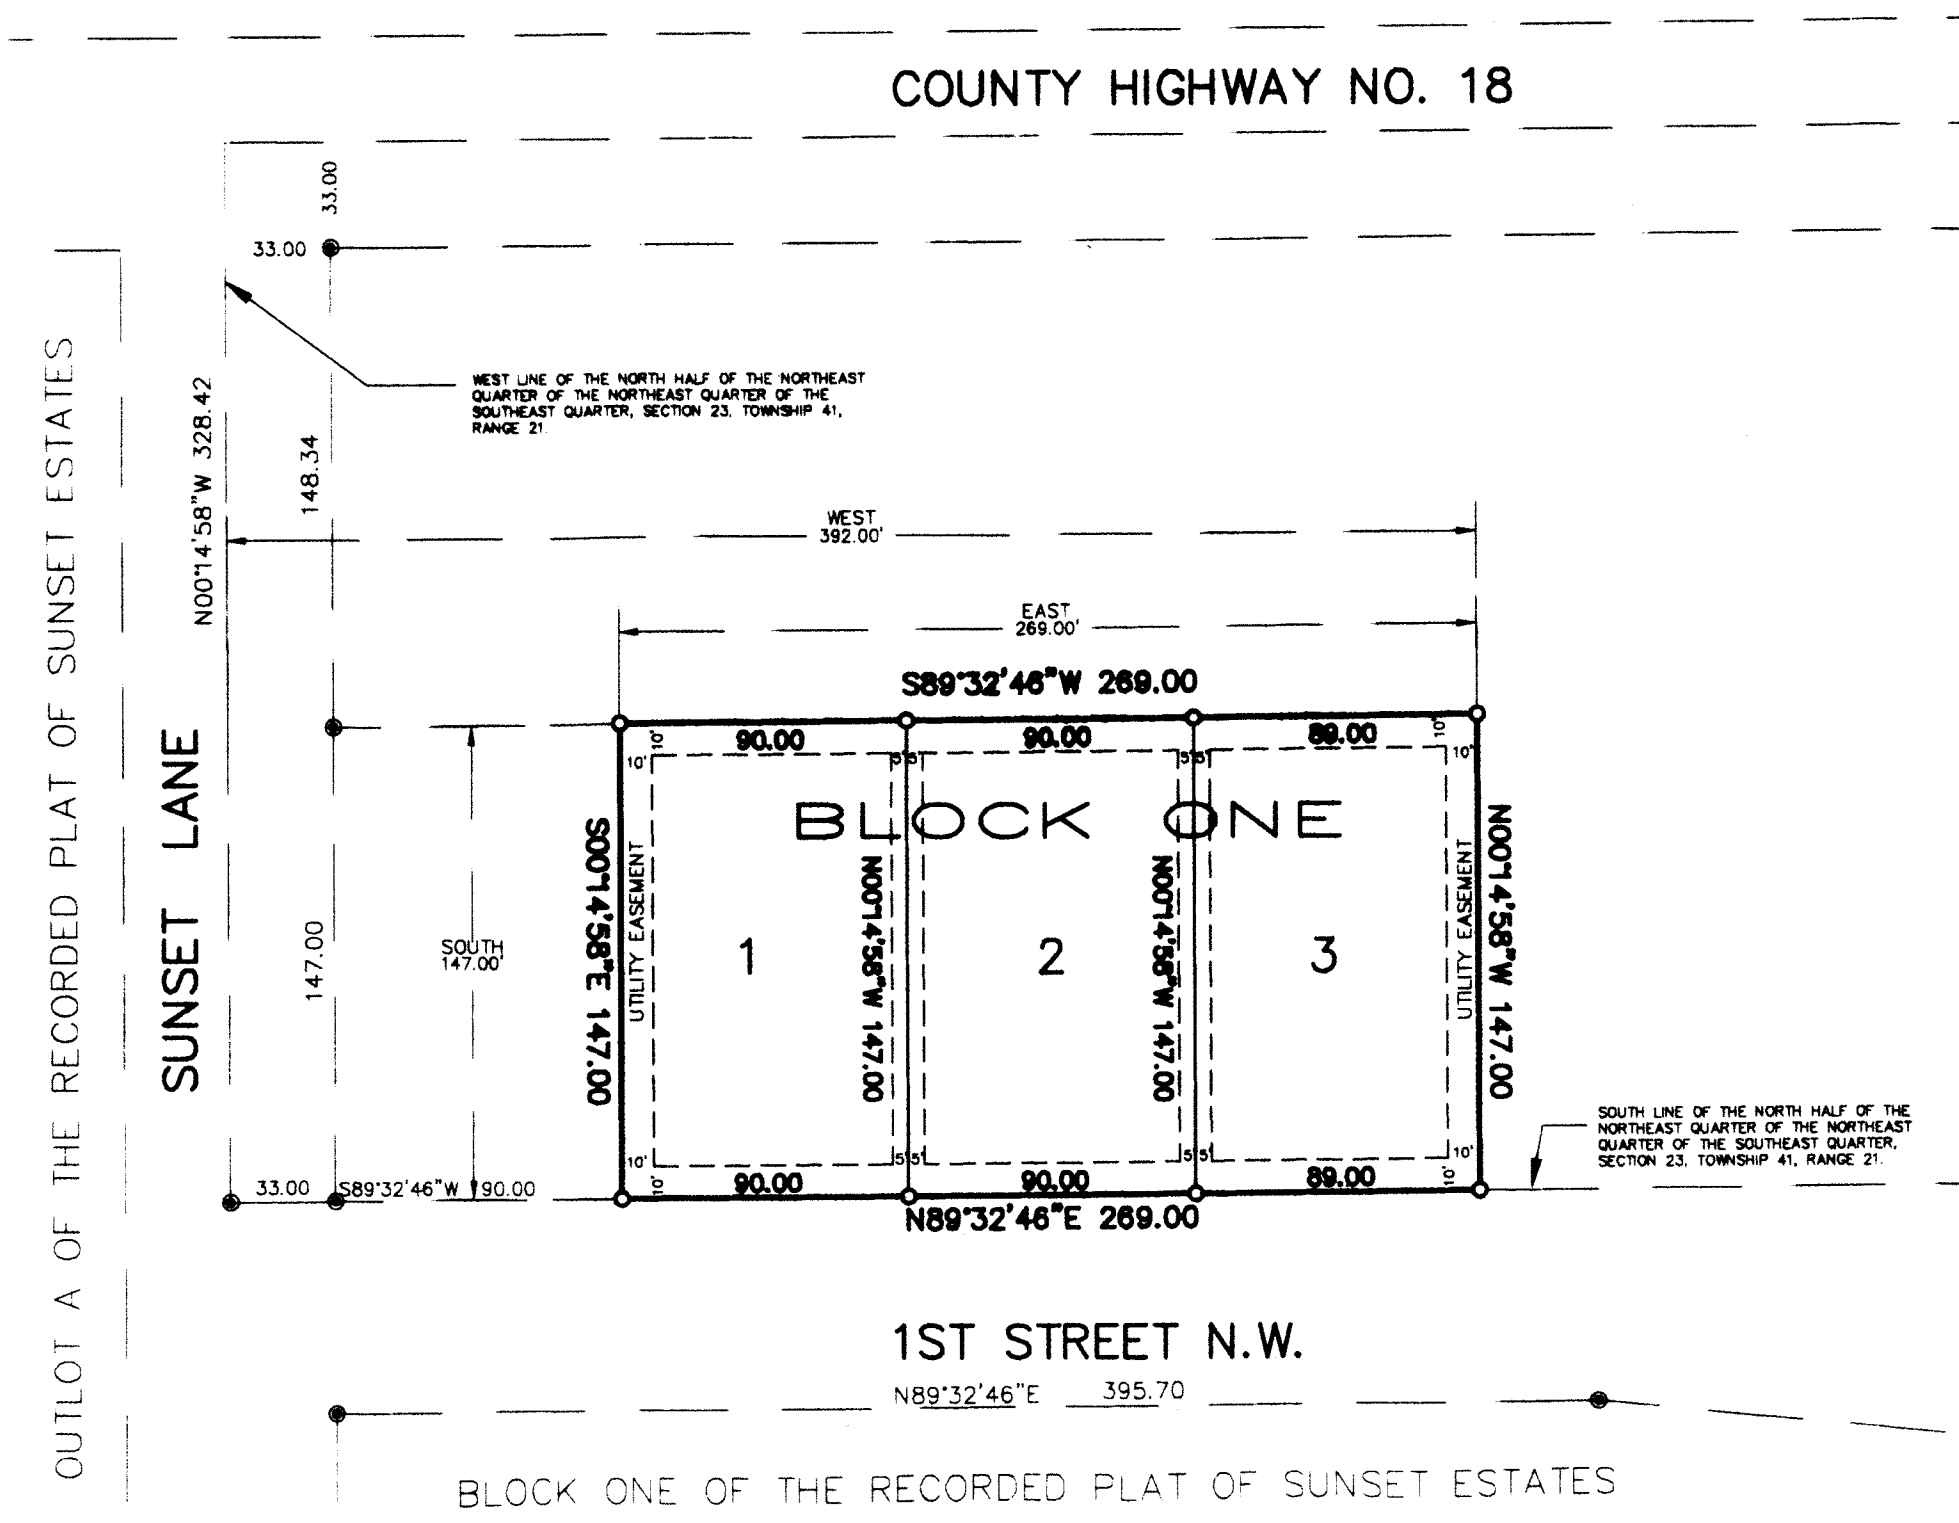 COUNTY HIGHWAY NO. 18
33.00
33.00
WEST LINE OF THE NORTH HALF OF THE NORTHEAST
QUARTER OF THE NORTHEAST QUARTER OF THE
SOUTHEAST QUARTER, SECTION 23, TOWNSHIP 41,
RANGE 21.
N00°14'58"W 328.42
148.34
WEST
392.00'
EAST
269.00'
S89°32'46"W 269.00
90.00
90.00
89.00
10'
10'
5'
5'
5'
5'
10'
10'
BLOCK ONE
OUTLOT A OF THE RECORDED PLAT OF SUNSET ESTATES
SUNSET LANE
147.00
SOUTH
147.00'
S00°14'58"E 147.00
UTILITY EASEMENT
1
N00°14'58"W 147.00
2
N00°14'58"W 147.00
3
UTILITY EASEMENT
N00°14'58"W 147.00
SOUTH LINE OF THE NORTH HALF OF THE
NORTHEAST QUARTER OF THE NORTHEAST
QUARTER OF THE SOUTHEAST QUARTER,
SECTION 23, TOWNSHIP 41, RANGE 21.
10'
10'
5'
5'
5'
5'
10'
10'
33.00
S89°32'46"W 90.00
90.00
90.00
89.00
N89°32'46"E 269.00
1ST STREET N.W.
N89°32'46"E 395.70
BLOCK ONE OF THE RECORDED PLAT OF SUNSET ESTATES